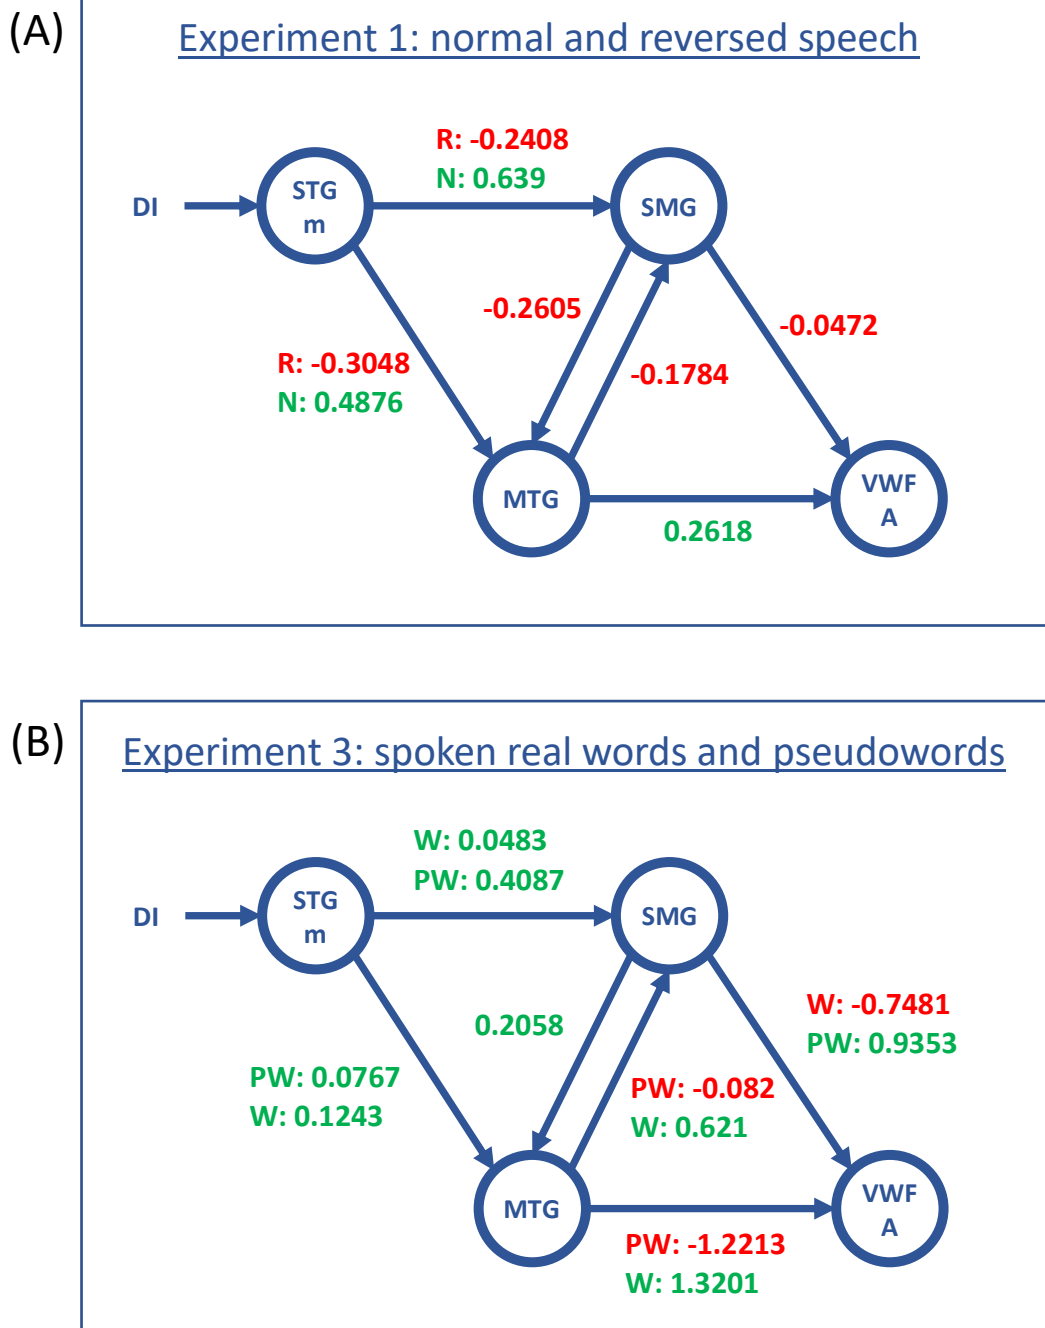 (A)
Experiment 1: normal and reversed speech
R: -0.2408
N: 0.639
DI
STG
m
SMG
-0.2605
-0.0472
R: -0.3048
N: 0.4876
-0.1784
MTG
VWF
A
0.2618
(B)
Experiment 3: spoken real words and pseudowords
W: 0.0483
PW: 0.4087
DI
STG
m
SMG
0.2058
W: -0.7481
PW: 0.9353
PW: 0.0767
W: 0.1243
PW: -0.082
W: 0.621
MTG
VWF
A
PW: -1.2213
W: 1.3201